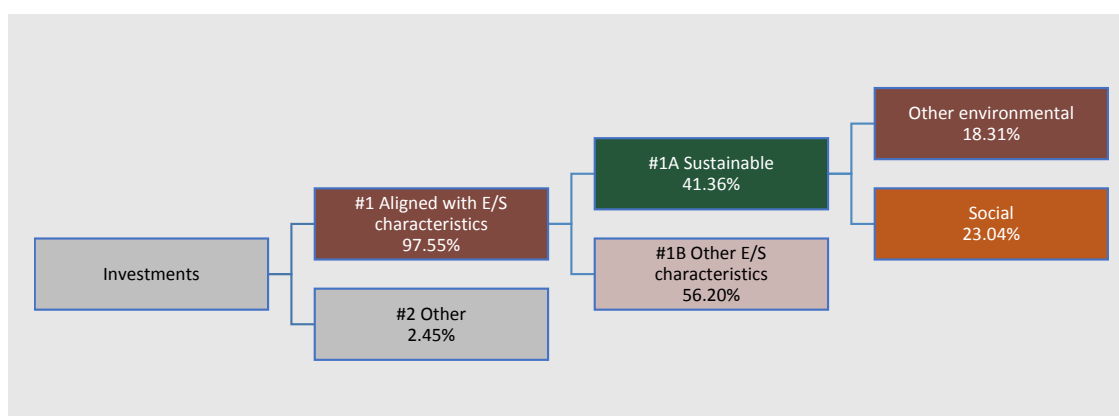 Investments
#1 Aligned with E/S
characteristics
97.55%
#2 Other
2.45%
#1A Sustainable
41.36%
#1B Other E/S
characteristics
56.20%
Other environmental
18.31%
Social
23.04%